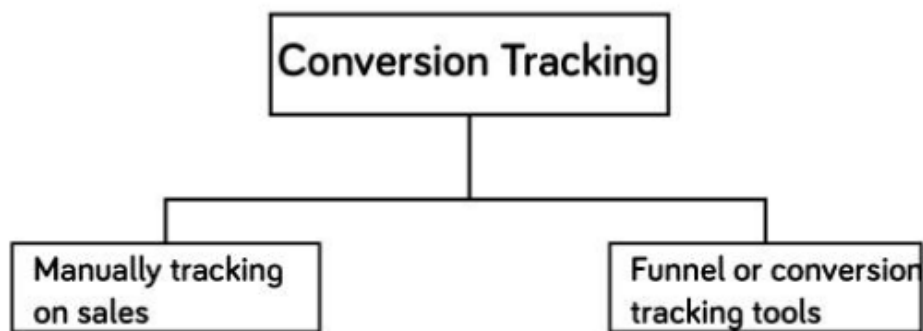 Conversion Tracking
Manually tracking
on sales
Funnel or conversion
tracking tools